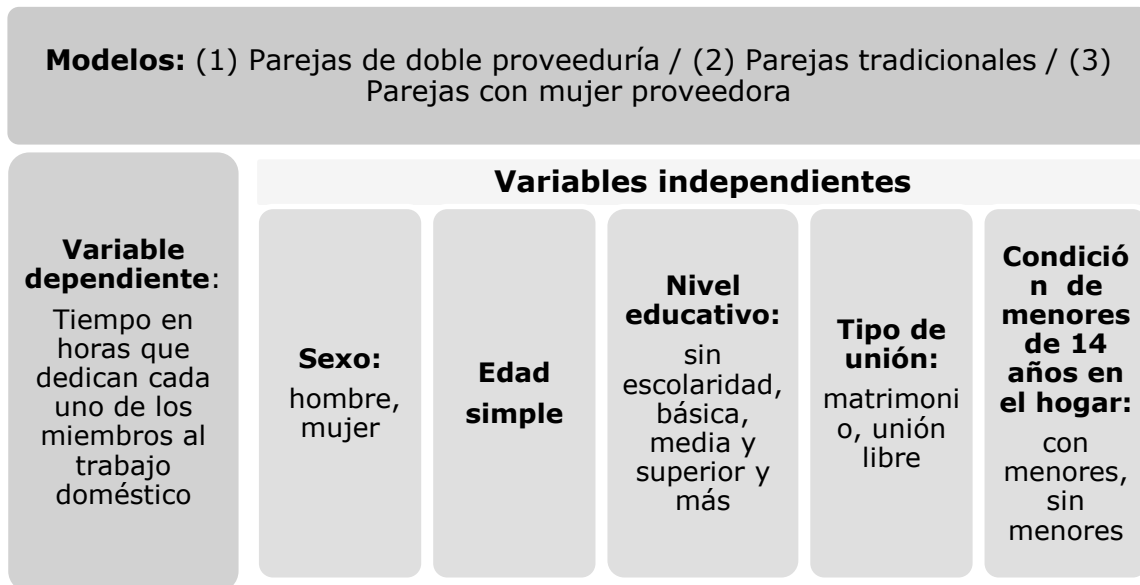 Modelos: (1) Parejas de doble proveeduría / (2) Parejas tradicionales / (3)
Parejas con mujer proveedora
Variable
dependiente:
Tiempo en
horas que
dedican cada
uno de los
miembros al
trabajo
doméstico
Variables independientes
Sexo:
hombre,
mujer
Edad
simple
Nivel
educativo:
sin
escolaridad,
básica,
media y
superior y
más
Tipo de
unión:
matrimoni
o, unión
libre
Condició
n de
menores
de 14
años en
el hogar:
con
menores,
sin
menores